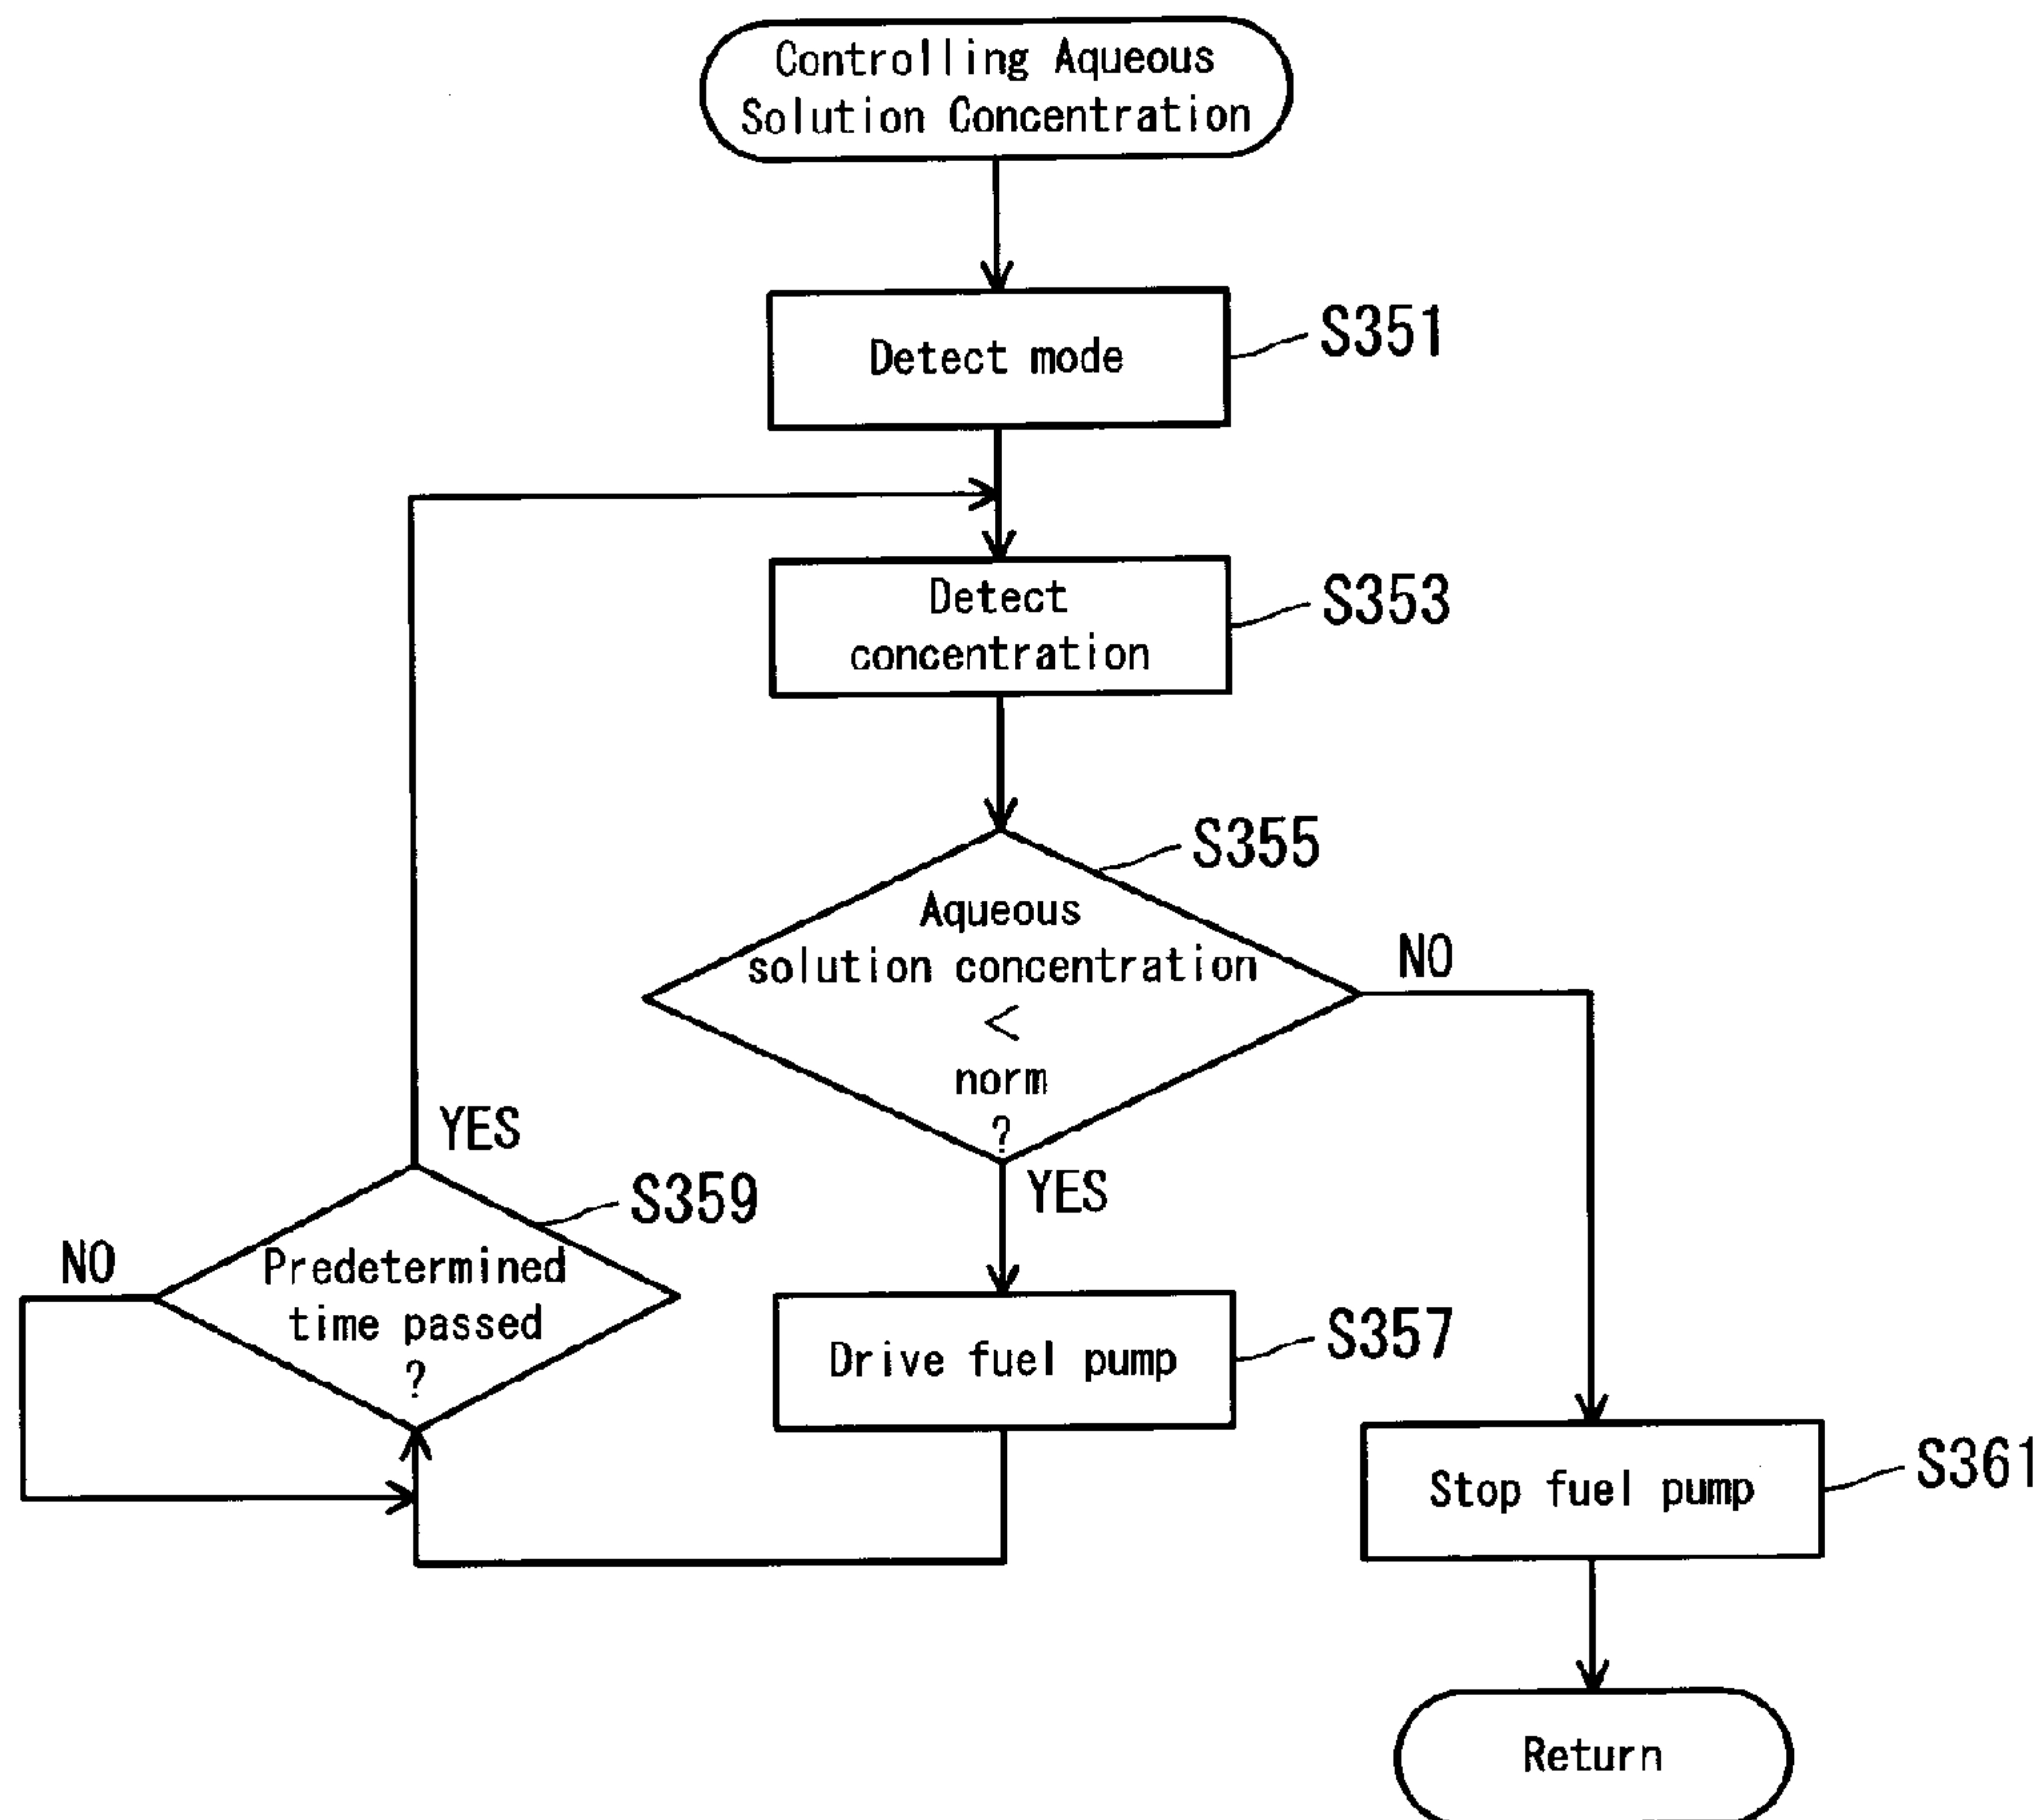 Controlling Aqueous
Solution Concentration
Detect mode
S351
Detect
concentration
S353
S355
Aqueous
solution concentration
<
norm
?
NO
YES
YES
S359
NO
Predetermined
time passed
?
Drive fuel pump
S357
Stop fuel pump
S361
Return